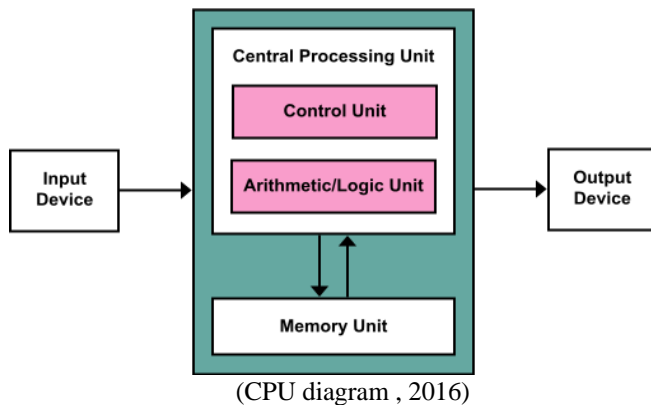 Central Processing Unit
Control Unit
Arithmetic/Logic Unit
Input
Device
Output
Device
Memory Unit
(CPU diagram , 2016)